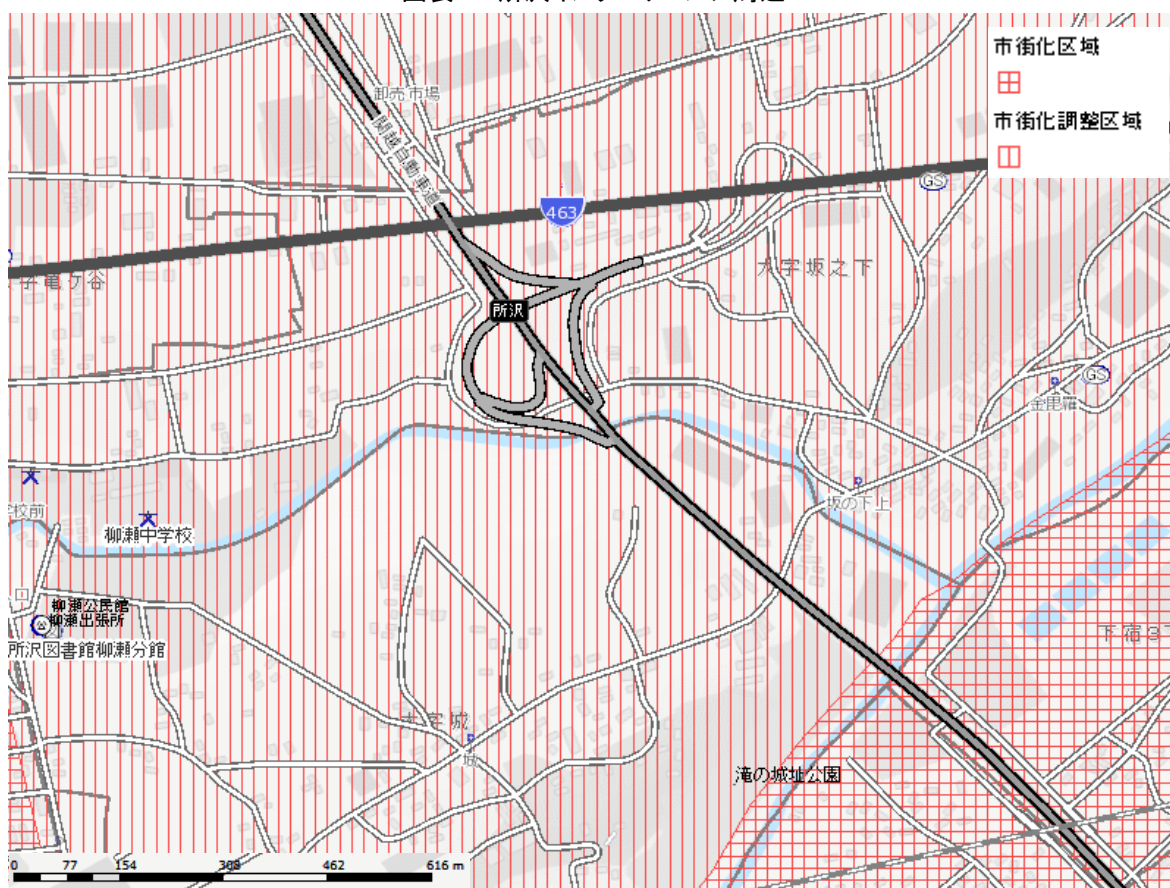 市街化区域
市街化調整区域
卸売市場
関越自動車道
463
GS
字亀ケ谷
大字坂之下
所沢
GS
金毘羅
坂の下上
学校前
柳瀬中学校
柳瀬公民館
柳瀬出張所
所沢図書館柳瀬分館
下宿3丁
大字城
城
滝の城址公園
0 77 154 308 462 616 m